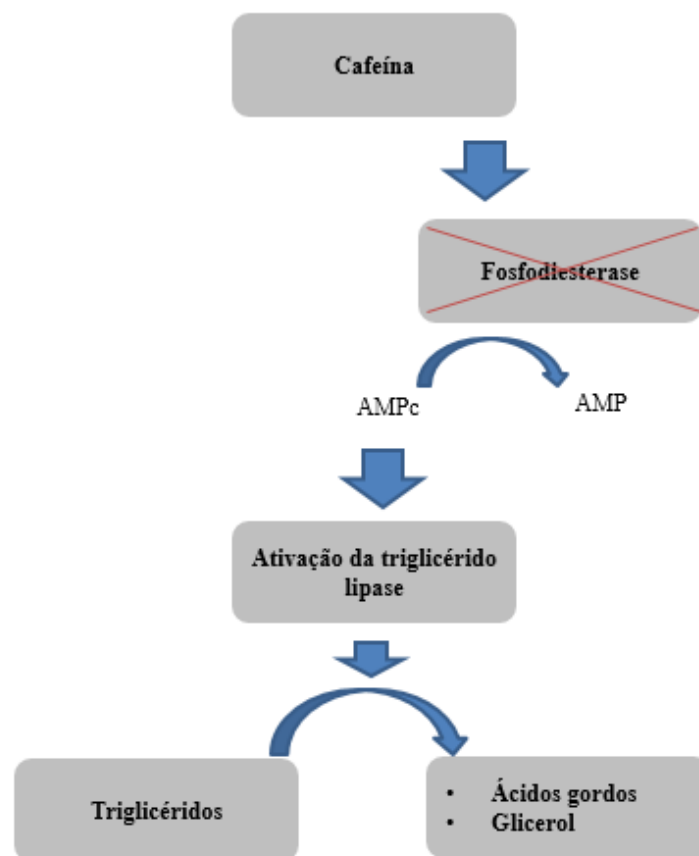 Cafeína
Fosfodiesterase
AMPc
AMP
Ativação da triglicérido
lipase
Triglicéridos
• Ácidos gordos
• Glicerol